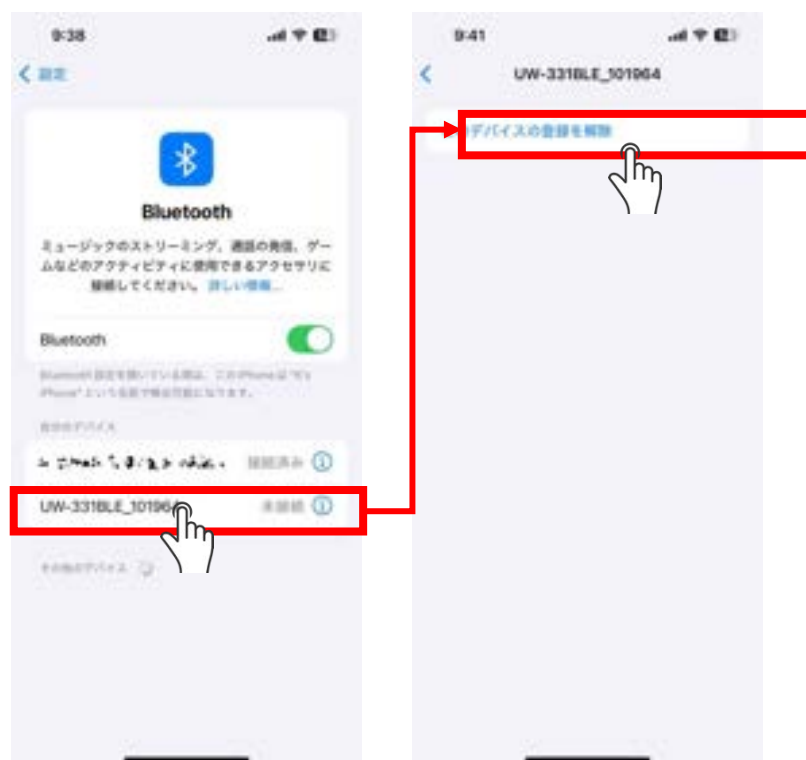 9:38
設定
Bluetooth
ミュージックのストリーミング、通話の発信、ゲー
ムなどのアクティビティに使用できるアクセサリに
接続してください。 詳しい情報...
Bluetooth
自分のデバイス
接続済み
UW-331BLE_101964
未接続
その他のデバイス
9:41
UW-331BLE_101964
のデバイスの登録を解除